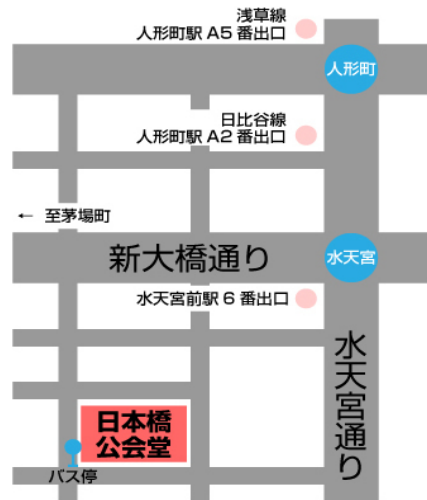 浅草線
人形町駅 A5 番出口
人形町
日比谷線
人形町駅 A2 番出口
← 至茅場町
新大橋通り
水天宮
水天宮前駅 6 番出口
水天宮通り
日本橋
公会堂
バス停